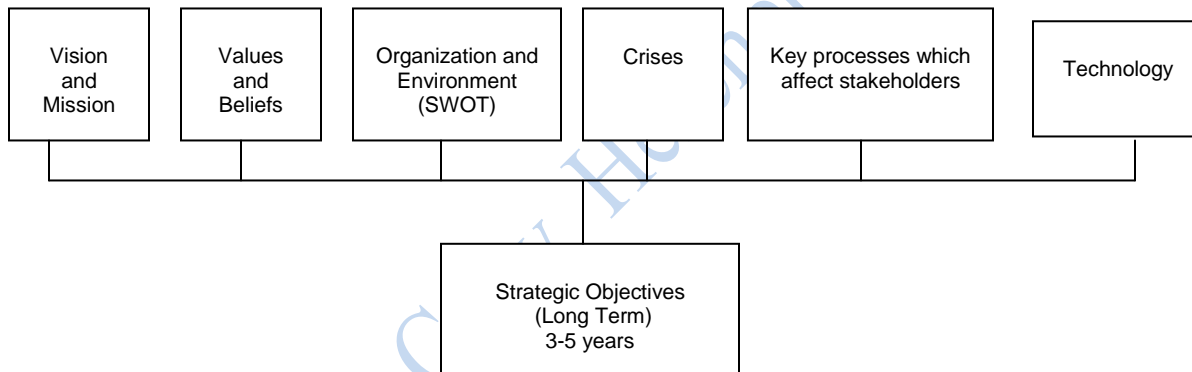 Vision
and
Mission
Values
and
Beliefs
Organization and
Environment
(SWOT)
Crises
Key processes which
affect stakeholders
Technology
Strategic Objectives
(Long Term)
3-5 years